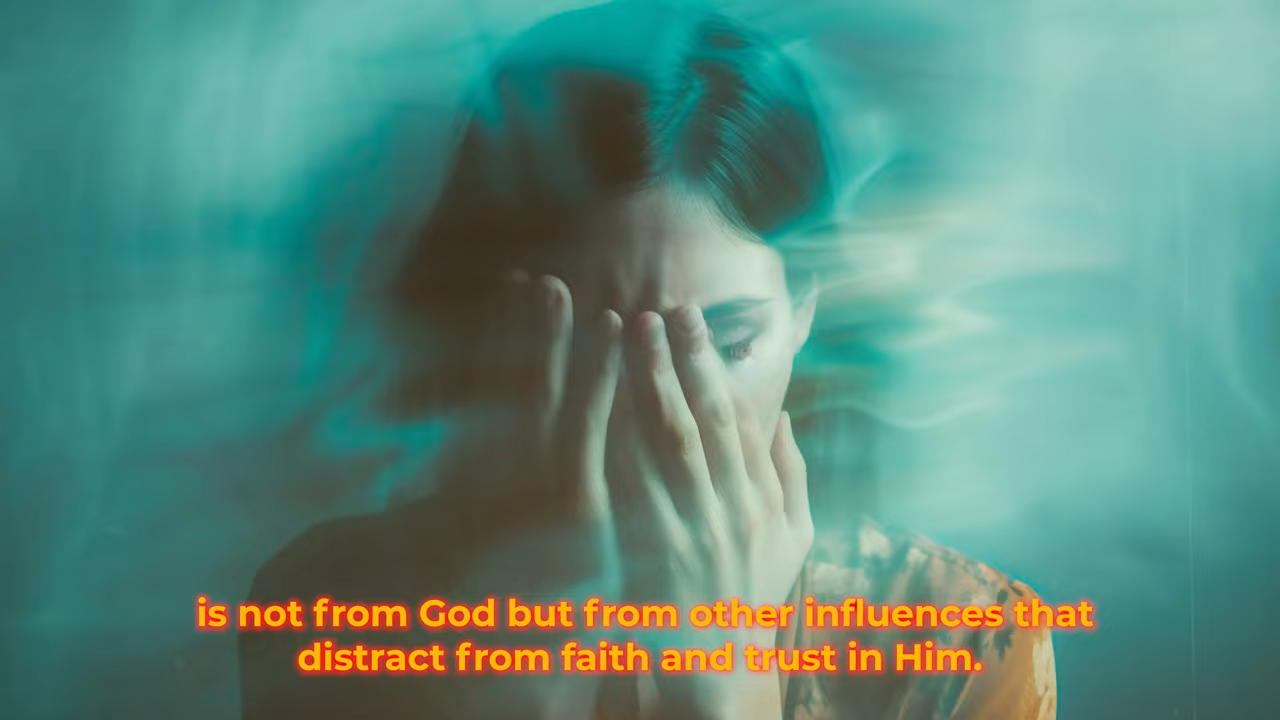 is not from God but from other influences that
distract from faith and trust in Him.